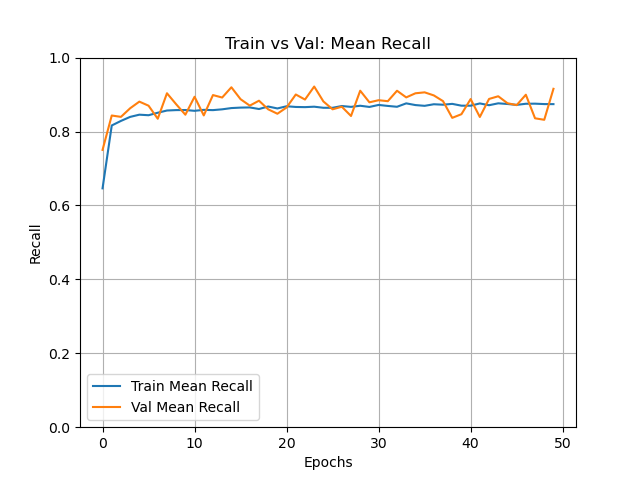 Train vs Val: Mean Recall
Recall
1.0
0.8
0.6
0.4
0.2
0.0
Train Mean Recall
Val Mean Recall
0 10 20 30 40 50
Epochs